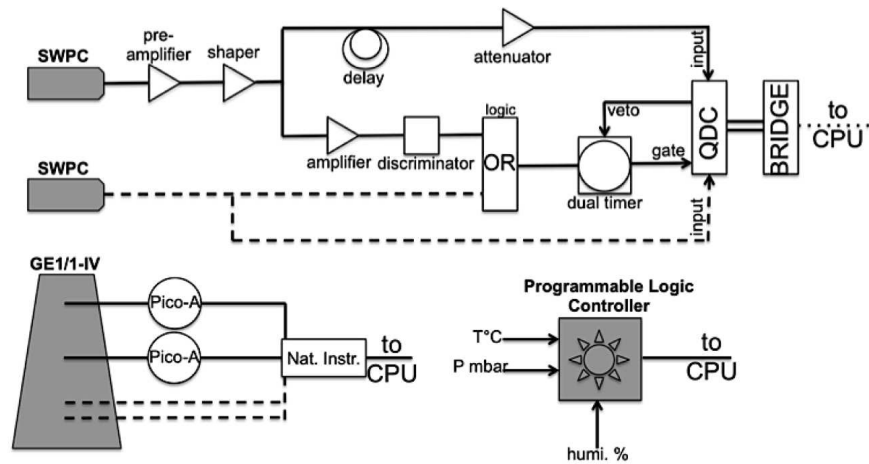 SWPC
pre-
amplifier
shaper
delay
attenuator
input
logic
amplifier
discriminator
OR
veto
gate
dual timer
QDC
BRIDGE
to
CPU
SWPC
input
GE1/1-IV
Pico-A
Pico-A
Nat. Instr.
to
CPU
Programmable Logic
Controller
T°C
P mbar
humi. %
to
CPU